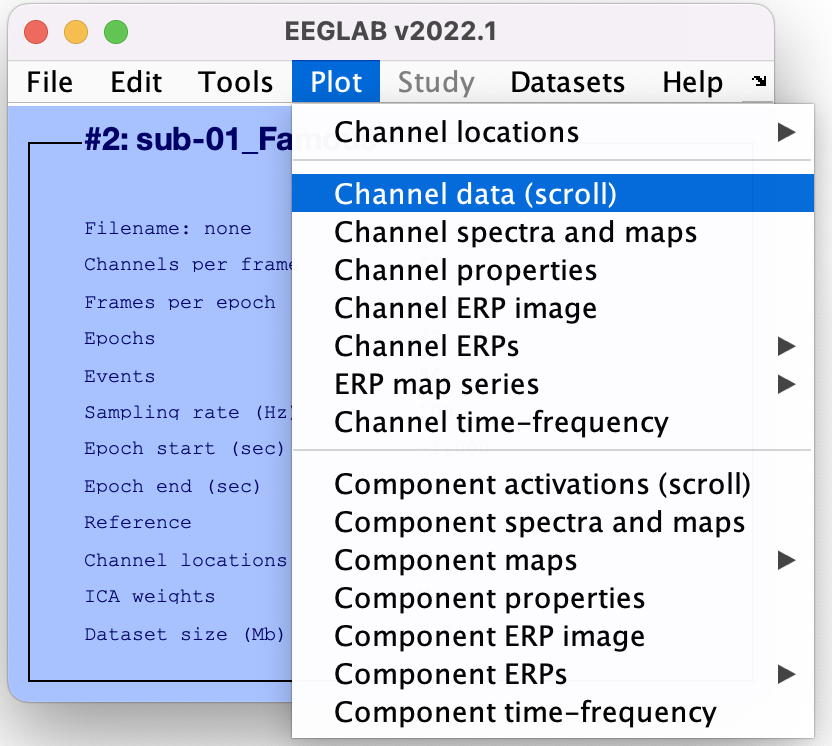 EEGLAB v2022.1
File Edit Tools Plot Study Datasets Help
#2: sub-01_Famous
Filename: none
Channels per frame
Frames per epoch
Epochs
Events
Sampling rate (Hz)
Epoch start (sec)
Epoch end (sec)
Reference
Channel locations
ICA weights
Dataset size (Mb)
Channel locations
Channel data (scroll)
Channel spectra and maps
Channel properties
Channel ERP image
Channel ERPs
ERP map series
Channel time-frequency
Component activations (scroll)
Component spectra and maps
Component maps
Component properties
Component ERP image
Component ERPs
Component time-frequency